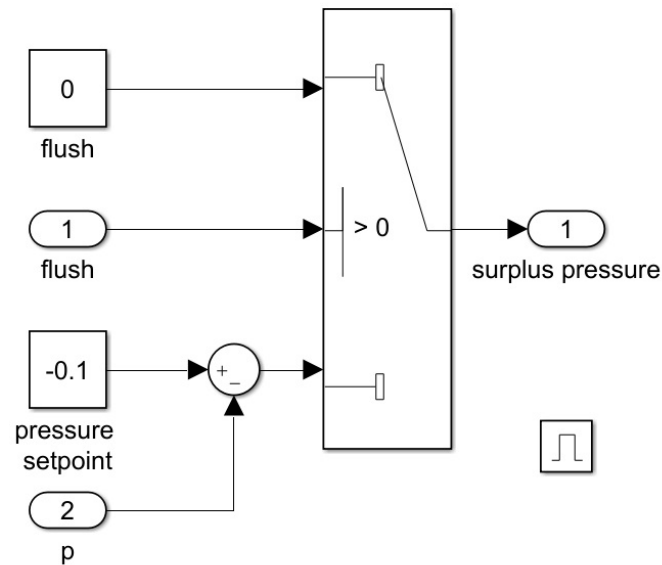 0
flush
1
flush
> 0
1
surplus pressure
-0.1
+
−
pressure
setpoint
2
p